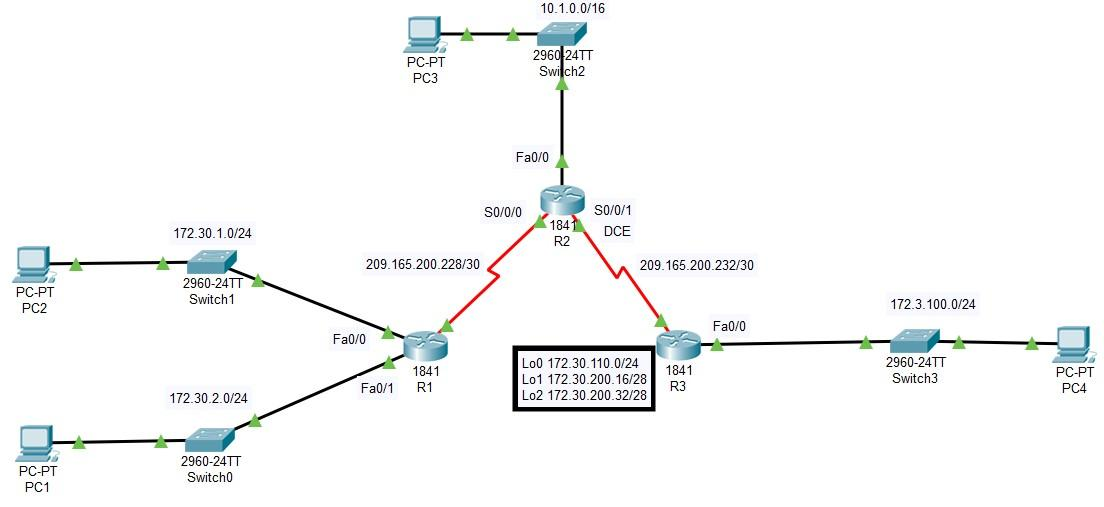 10.1.0.0/16
PC-PT
PC3
2960-24TT
Switch2
Fa0/0
S0/0/0
S0/0/1
DCE
1841
R2
172.30.1.0/24
PC-PT
PC2
2960-24TT
Switch1
209.165.200.228/30
209.165.200.232/30
Fa0/0
1841
R1
Fa0/1
172.30.2.0/24
PC-PT
PC1
2960-24TT
Switch0
Lo0 172.30.110.0/24
Lo1 172.30.200.16/28
Lo2 172.30.200.32/28
Fa0/0
1841
R3
172.3.100.0/24
2960-24TT
Switch3
PC-PT
PC4